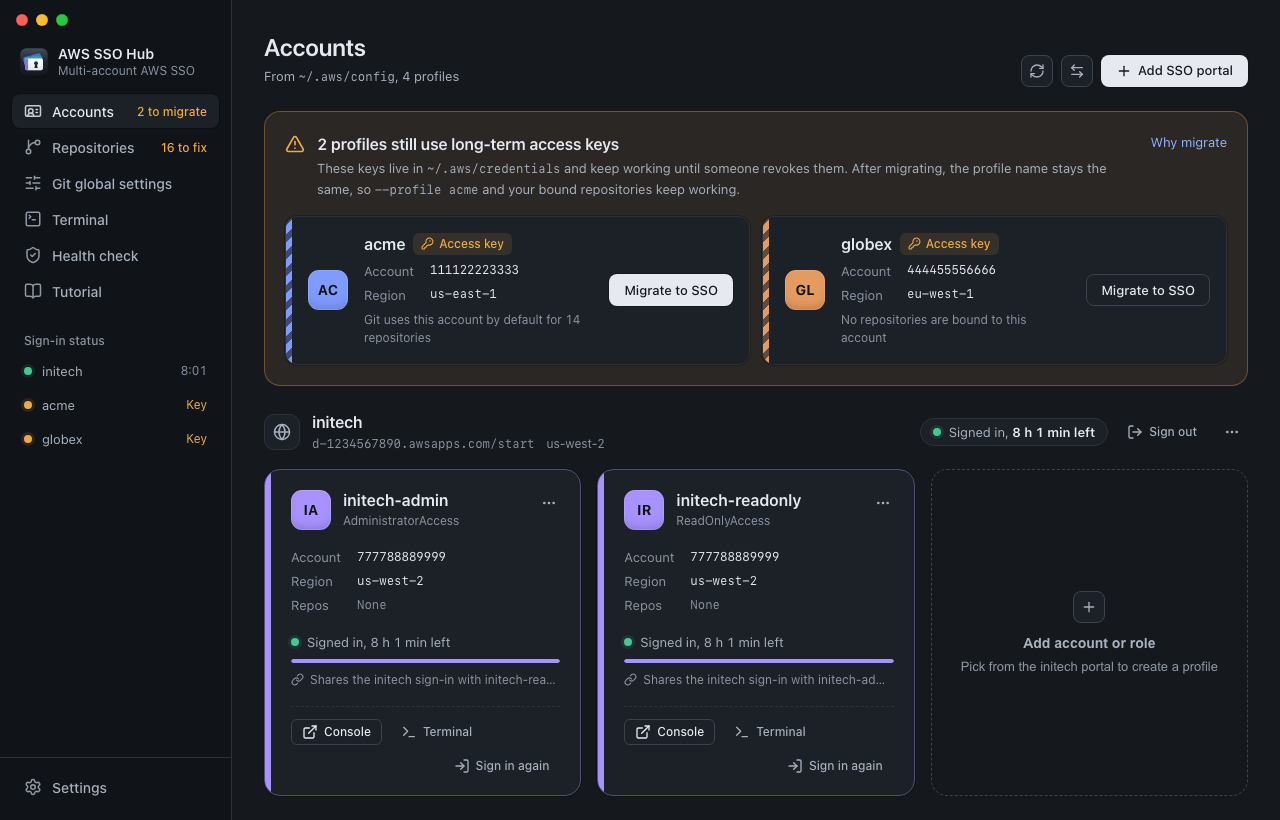 AWS SSO Hub
Multi-account AWS SSO
Accounts 2 to migrate
Repositories 16 to fix
Git global settings
Terminal
Health check
Tutorial
Sign-in status
initech 8:01
acme Key
globex Key
Settings
Accounts
From ~/.aws/config, 4 profiles
Add SSO portal
2 profiles still use long-term access keys
Why migrate
These keys live in ~/.aws/credentials and keep working until someone revokes them. After migrating, the profile name stays the
same, so --profile acme and your bound repositories keep working.
AC
acme Access key
Account 111122223333
Region us-east-1
Git uses this account by default for 14
repositories
Migrate to SSO
GL
globex Access key
Account 444455556666
Region eu-west-1
No repositories are bound to this
account
Migrate to SSO
initech
d-1234567890.awsapps.com/start us-west-2
Signed in, 8 h 1 min left
Sign out
IA
initech-admin
AdministratorAccess
Account 777788889999
Region us-west-2
Repos None
Signed in, 8 h 1 min left
Shares the initech sign-in with initech-rea...
Console Terminal
Sign in again
IR
initech-readonly
ReadOnlyAccess
Account 777788889999
Region us-west-2
Repos None
Signed in, 8 h 1 min left
Shares the initech sign-in with initech-ad...
Console Terminal
Sign in again
Add account or role
Pick from the initech portal to create a profile